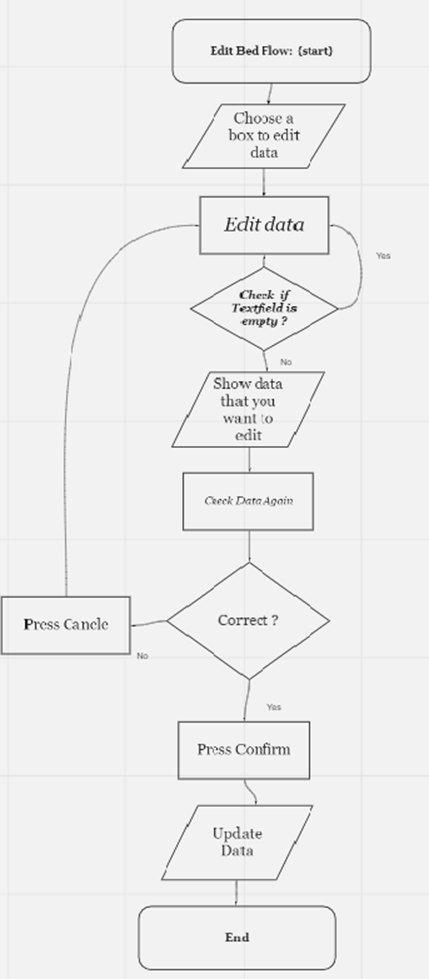 Edit Bed Flow: (start)
Choose a
box to edit
data
Edit data
Yes
Check if
Textfield is
empty ?
No
Show data
that you
want to
edit
Check Data Again
Correct ?
Press Cancle
No
Yes
Press Confirm
Update
Data
End